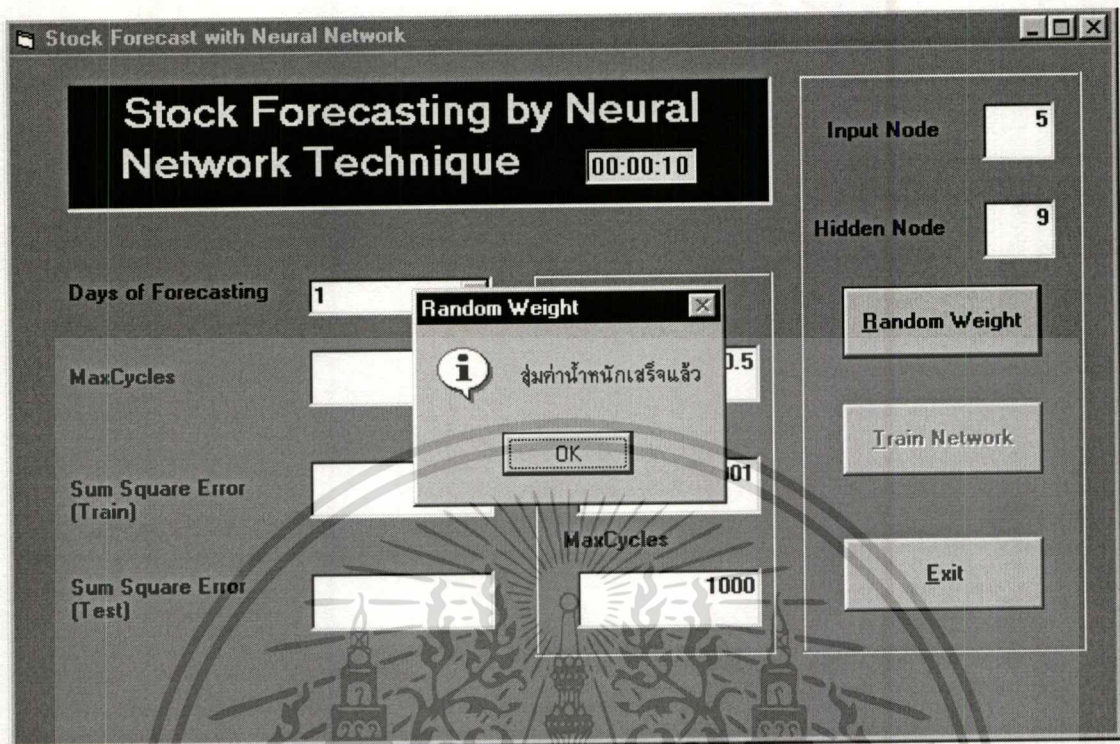 Stock Forecast with Neural Network
Stock Forecasting by Neural
Network Technique
00:00:10
Input Node
5
Hidden Node
9
Days of Forecasting
1
Random Weight
สุ่มค่าน้ำหนักเสร็จแล้ว
OK
Random Weight
MaxCycles
0.5
Train Network
Sum Square Error
(Train)
001
MaxCycles
1000
Exit
Sum Square Error
(Test)